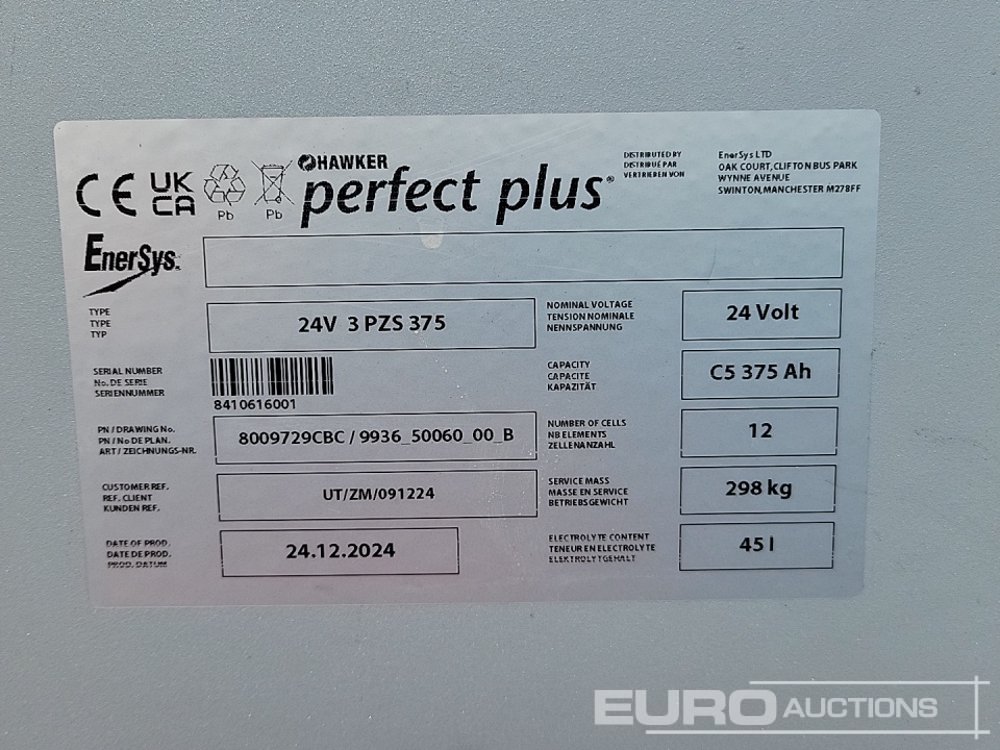 CE UK CA
Pb Pb
HAWKER
perfect plus®
DISTRIBUTED BY
DISTRIBUÉ PAR
VERTRIEBEN VON
EnerSys LTD
OAK COURT, CLIFTON BUS PARK
WYNNE AVENUE
SWINTON, MANCHESTER M278FF
EnerSys.
TYPE
TYPE
TYP
24V 3 PZS 375
NOMINAL VOLTAGE
TENSION NOMINALE
NENNSPANNUNG
24 Volt
SERIAL NUMBER
No. DE SERIE
SERIENNUMMER
8410616001
CAPACITY
CAPACITE
KAPAZITÄT
C5 375 Ah
PN / DRAWING No.
PN / No DE PLAN.
ART / ZEICHNUNGS-NR.
8009729CBC / 9936_50060_00_B
NUMBER OF CELLS
NB ELEMENTS
ZELLENANZAHL
12
CUSTOMER REF.
REF. CLIENT
KUNDEN REF.
UT/ZM/091224
SERVICE MASS
MASSE EN SERVICE
BETRIEBSGEWICHT
298 kg
DATE OF PROD.
DATE DE PROD.
PROD. DATUM
24.12.2024
ELECTROLYTE CONTENT
TENEUR EN ELECTROLYTE
ELEKTROLYTGEHALT
45 l
EURO AUCTIONS